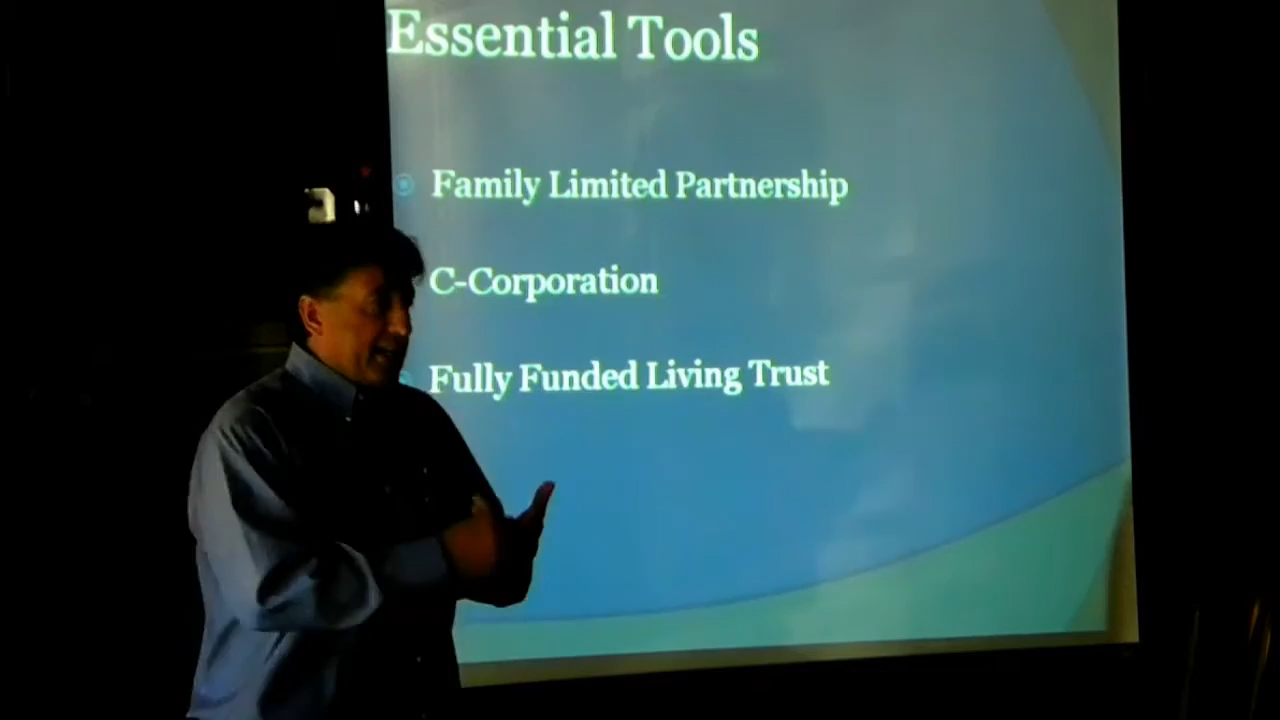 Essential Tools
Family Limited Partnership
C-Corporation
Fully Funded Living Trust